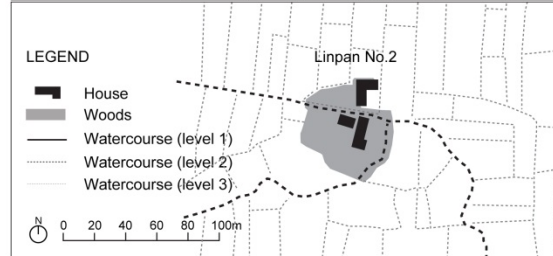 Linpan No.2
LEGEND
House
Woods
Watercourse (level 1)
Watercourse (level 2)
Watercourse (level 3)
N
0 20 40 60 80 100m